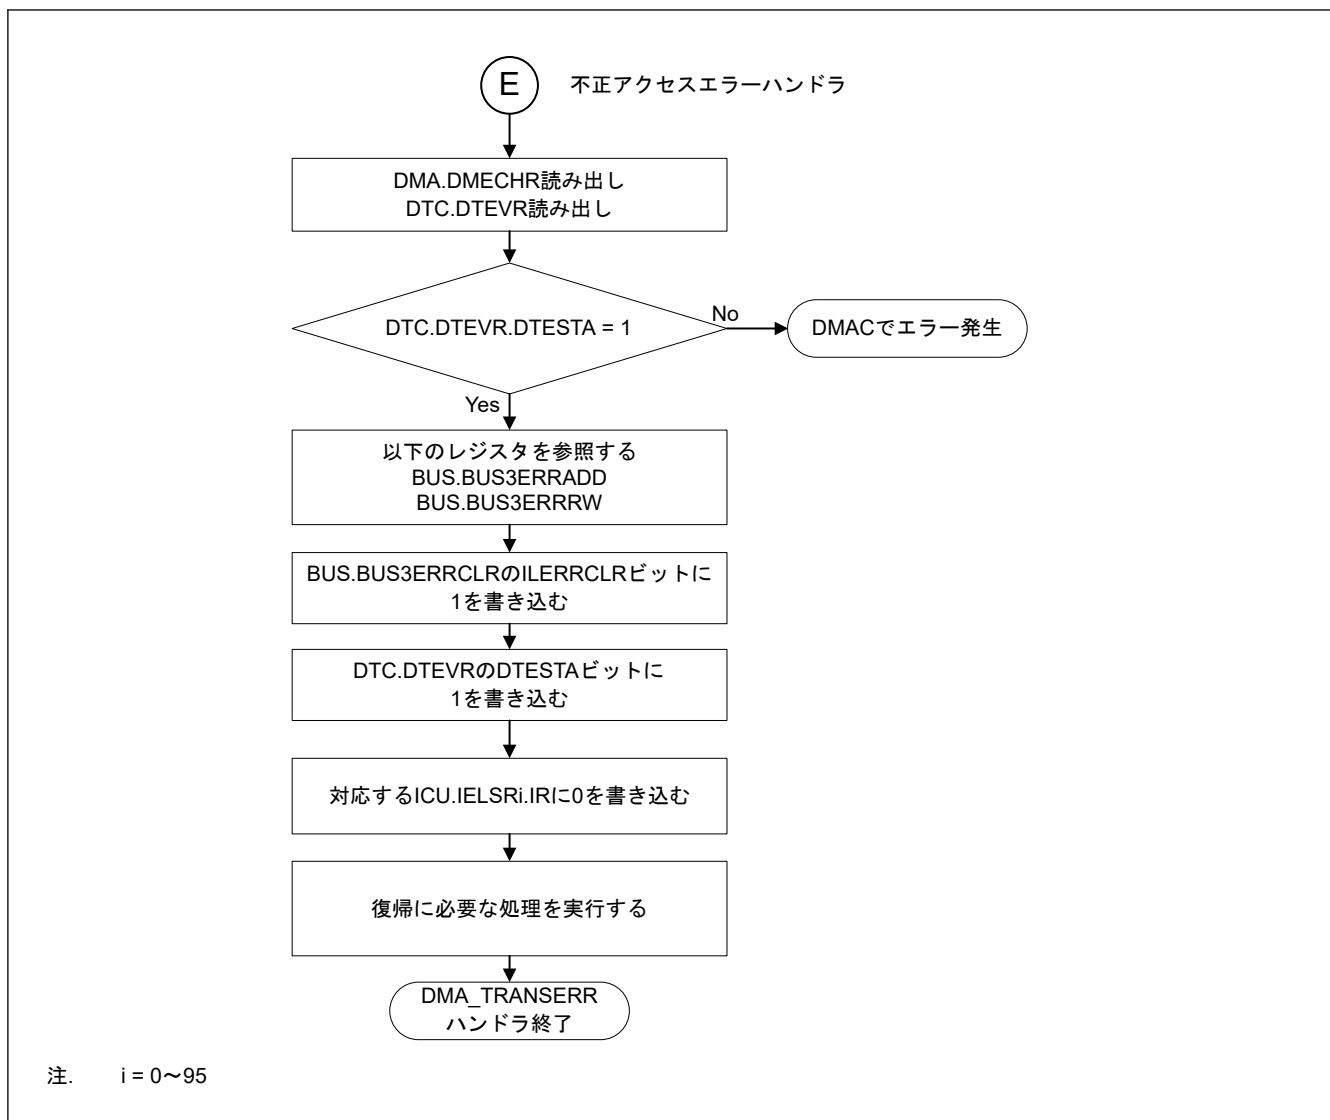 E
不正アクセスエラーハンドラ
DMA.DMECHR読み出し
DTC.DTEVR読み出し
DTC.DTEVR.DTESTA = 1
No
DMACでエラー発生
Yes
以下のレジスタを参照する
BUS.BUS3ERRADD
BUS.BUS3ERRRW
BUS.BUS3ERRCLRのILERRCLRビットに
1を書き込む
DTC.DTEVRのDTESTAビットに
1を書き込む
対応するICU.IELSRi.IRに0を書き込む
復帰に必要な処理を実行する
DMA_TRANSERR
ハンドラ終了
注. i = 0～95